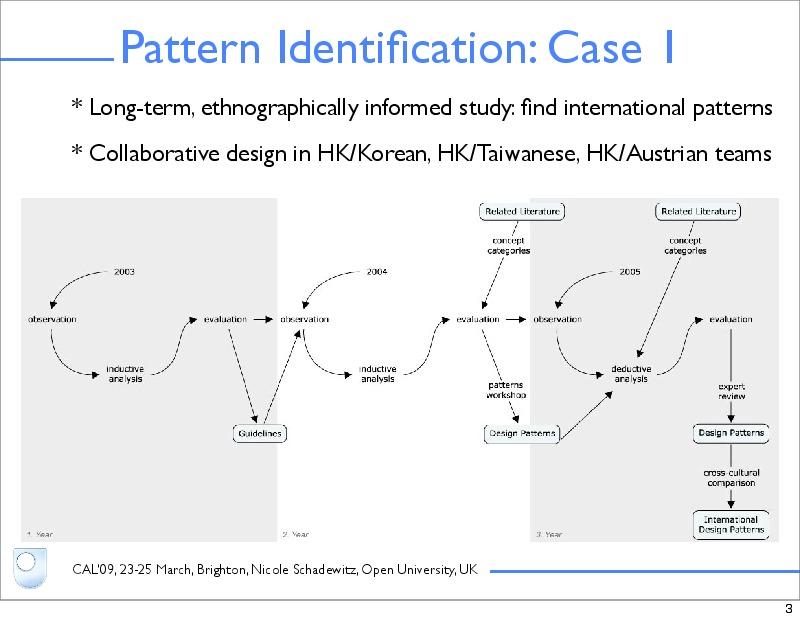 Pattern Identification: Case 1
* Long-term, ethnographically informed study: find international patterns
* Collaborative design in HK/Korean, HK/Taiwanese, HK/Austrian teams
Related Literature
Related Literature
concept
categories
concept
categories
2003
2004
2005
observation
evaluation
observation
evaluation
observation
evaluation
inductive
analysis
inductive
analysis
deductive
analysis
patterns
workshop
expert
review
Guidelines
Design Patterns
Design Patterns
cross-cultural
comparison
International
Design Patterns
1. Year
2. Year
3. Year
CAL'09, 23-25 March, Brighton, Nicole Schadewitz, Open University, UK
3